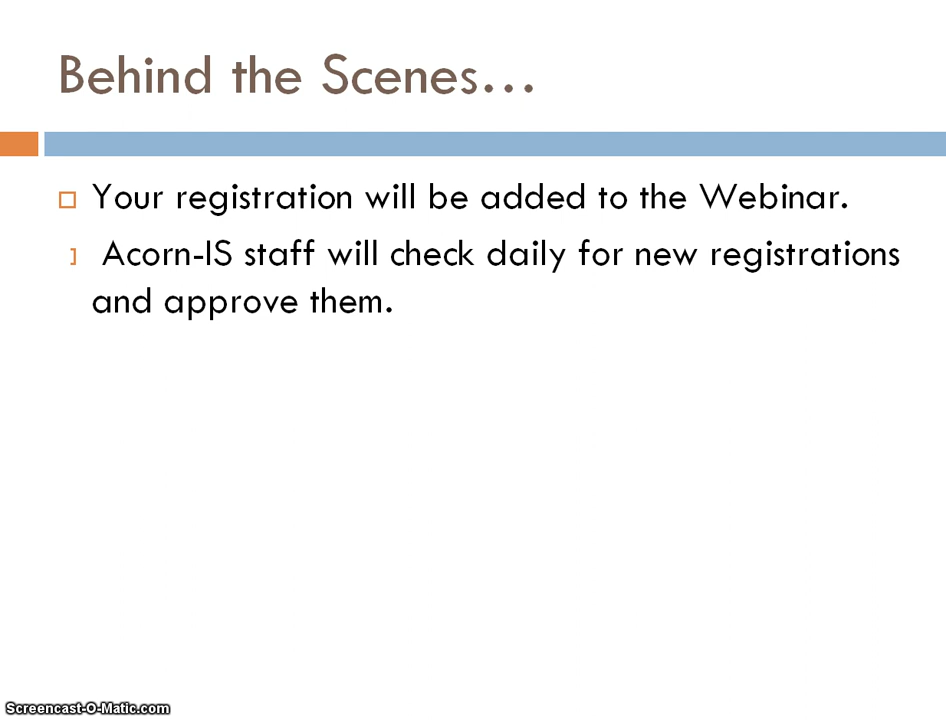 Behind the Scenes...
Your registration will be added to the Webinar.
Acorn-IS staff will check daily for new registrations
and approve them.
Screencast-O-Matic.com